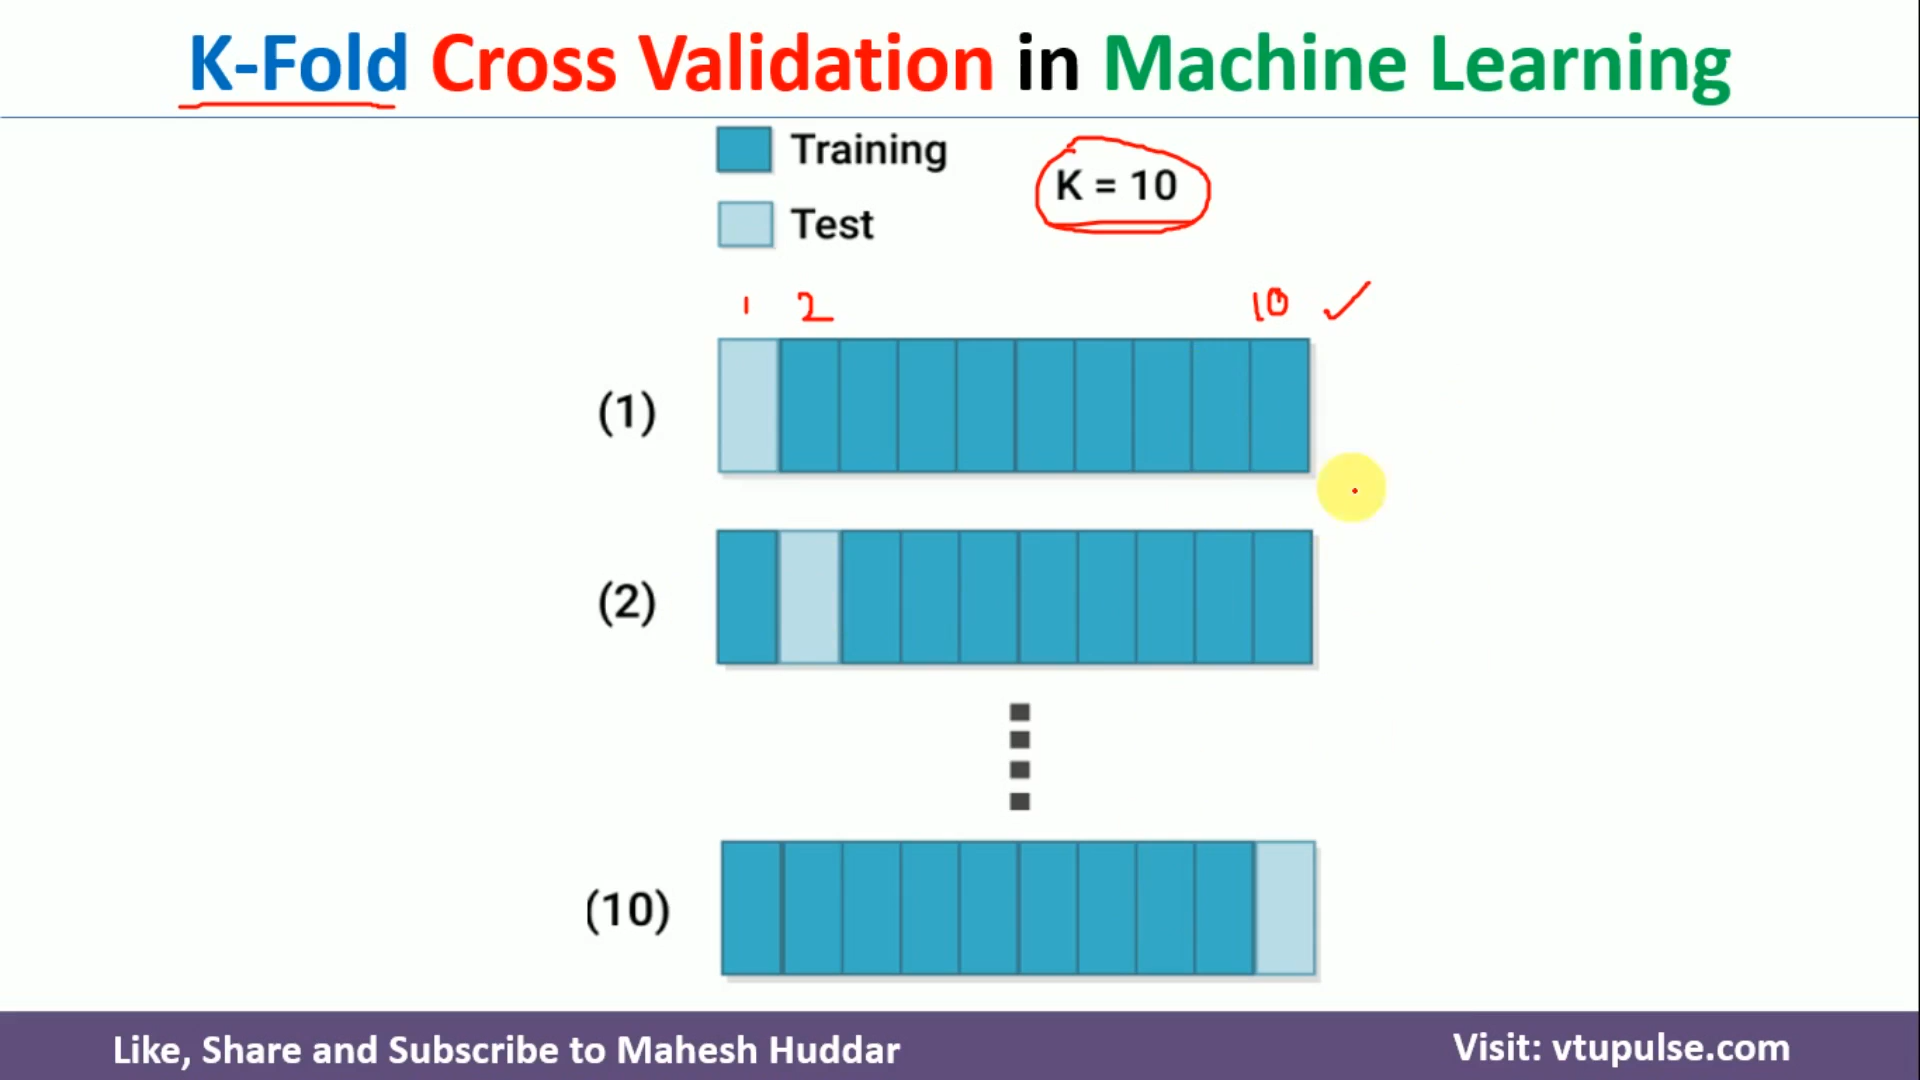 K-Fold Cross Validation in Machine Learning
Training
K = 10
Test
1 2 10
(1)
(2)
(10)
Like, Share and Subscribe to Mahesh Huddar
Visit: vtupulse.com